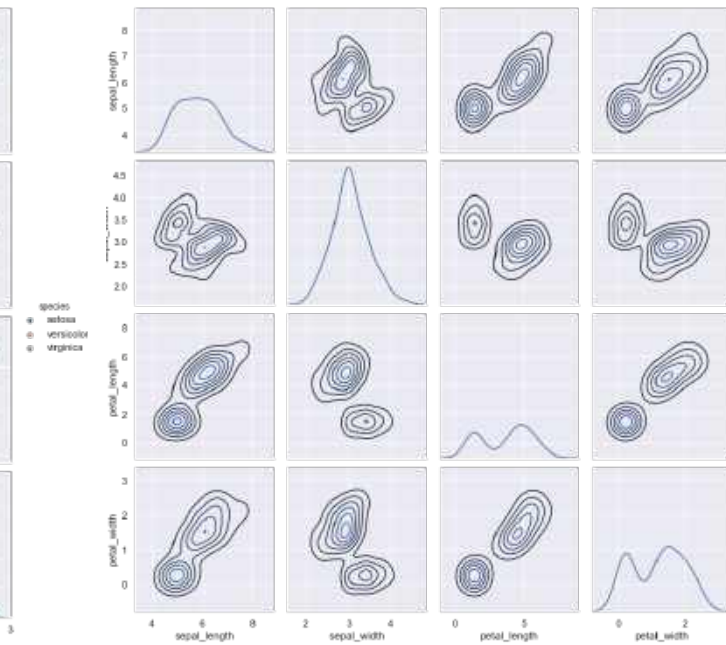 8
7
sepal_length
6
5
4
4.5
4.0
3.5
3.0
2.5
2.0
species
setosa
versicolor
virginica
8
6
petal_length
4
2
0
3
2
petal_width
1
0
3
4 6 8 2 3 4 0 5 0 2
sepal_length sepal_width petal_length petal_width